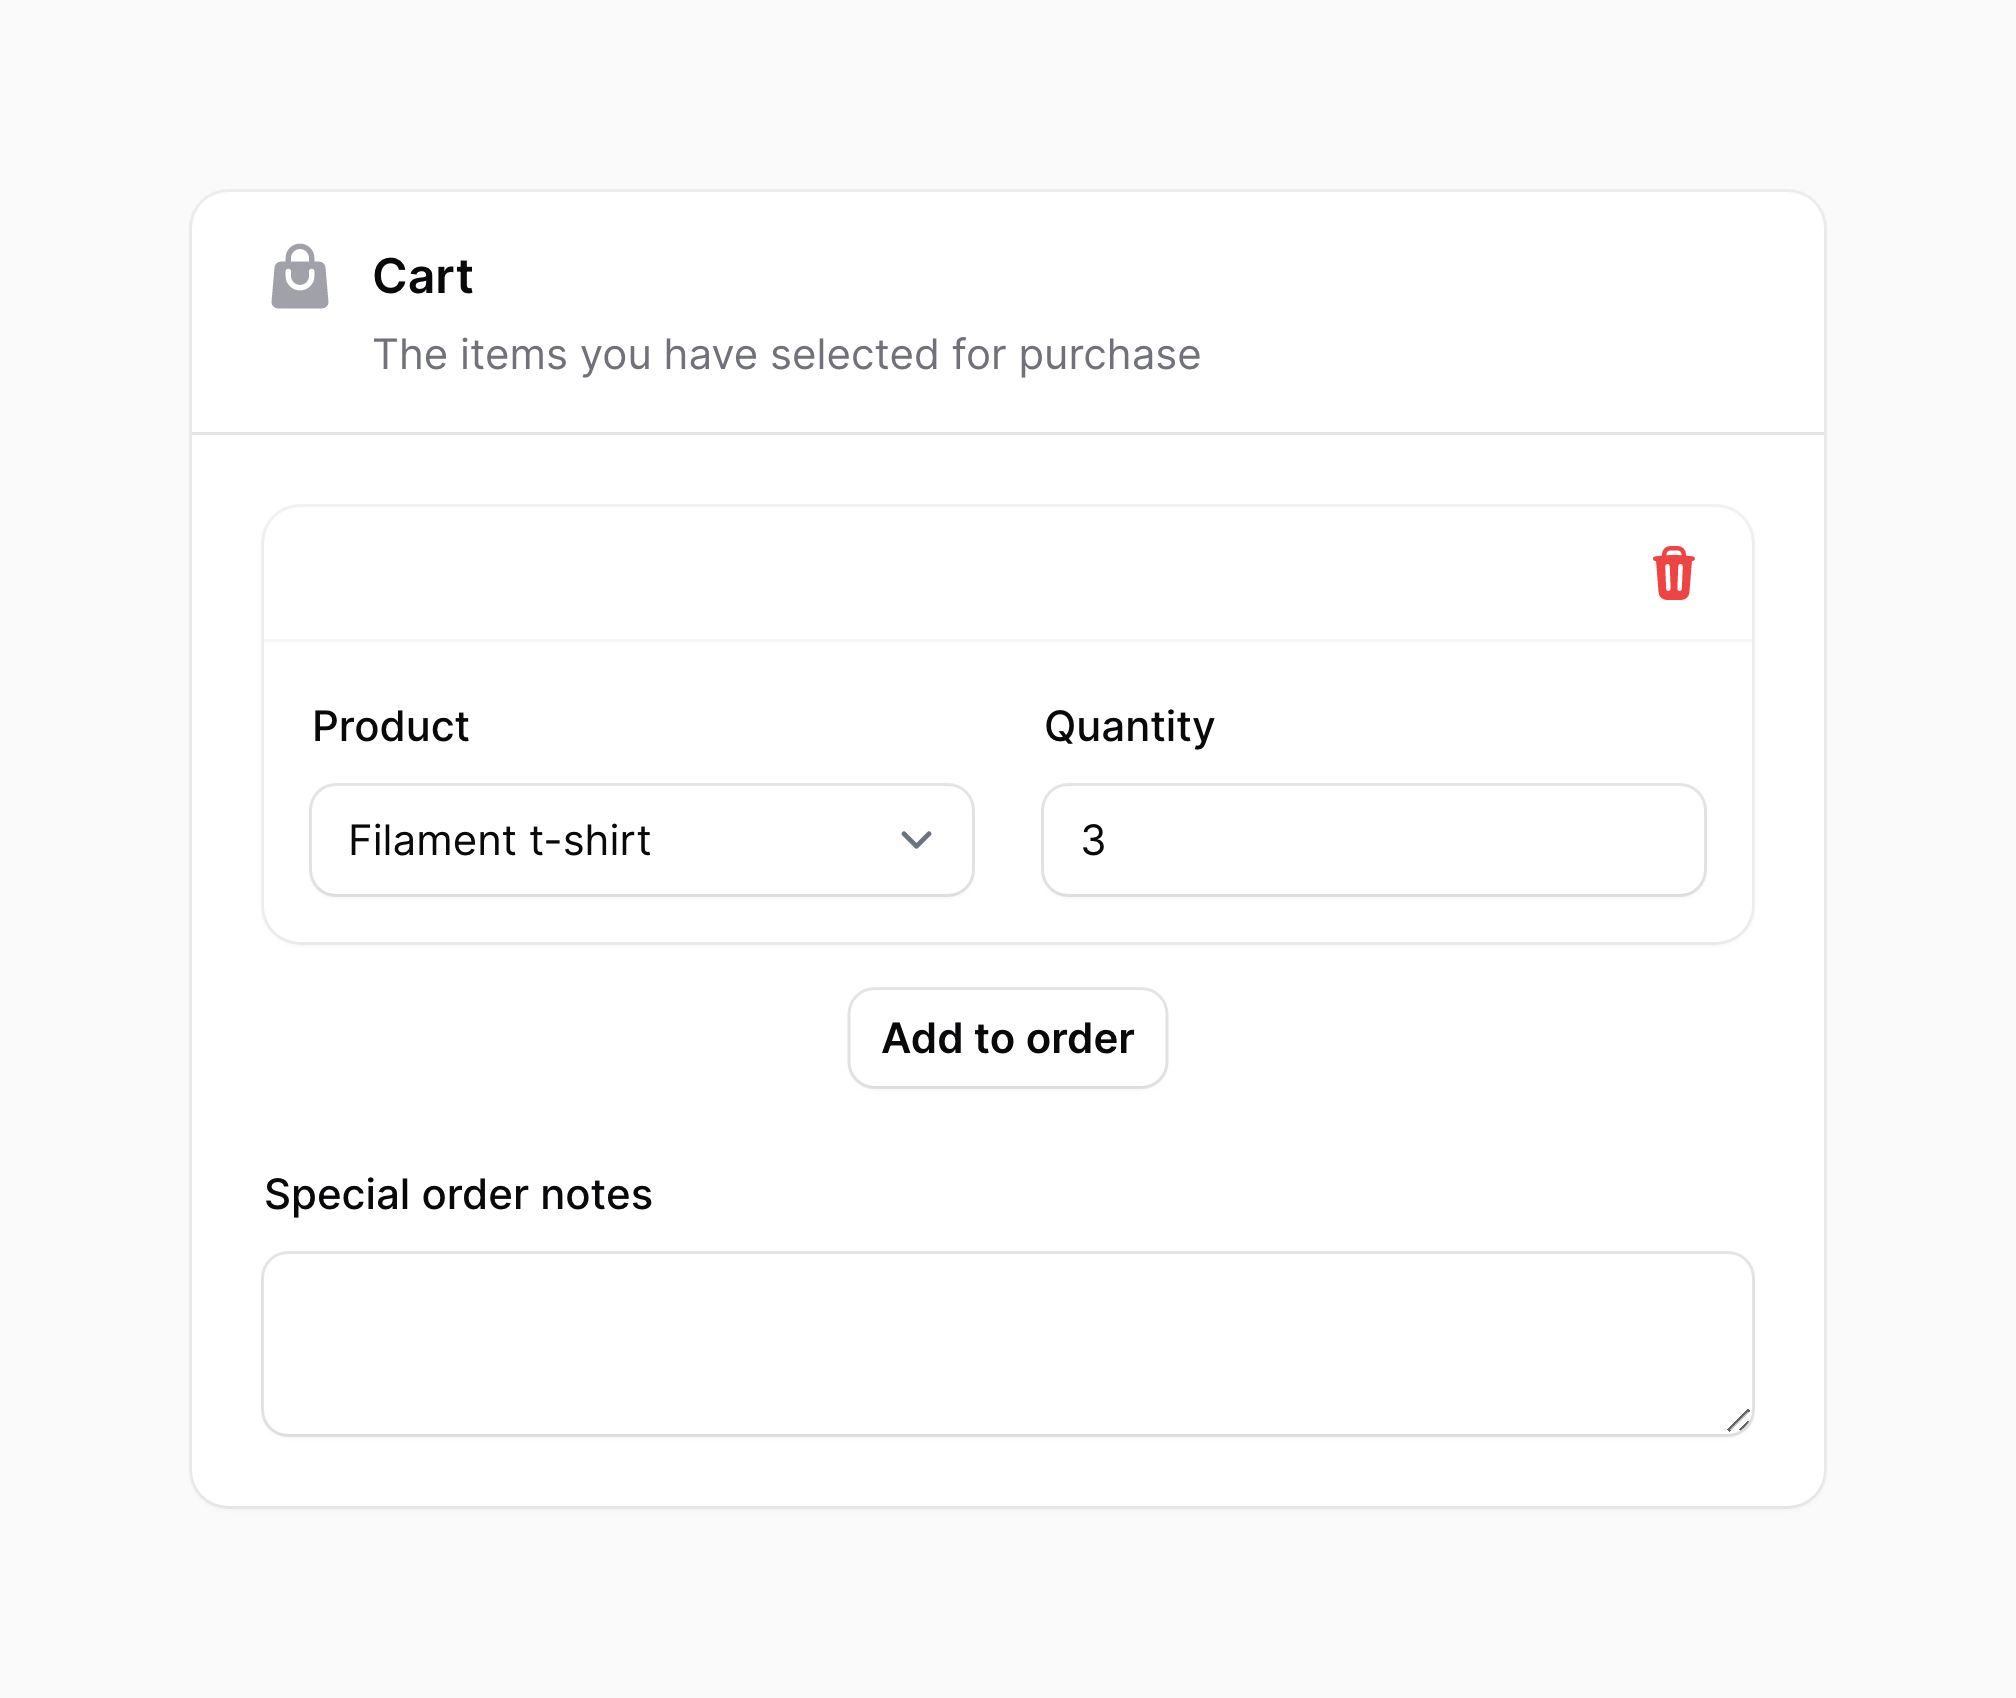 Cart
The items you have selected for purchase
Product
Quantity
Filament t-shirt
3
Add to order
Special order notes